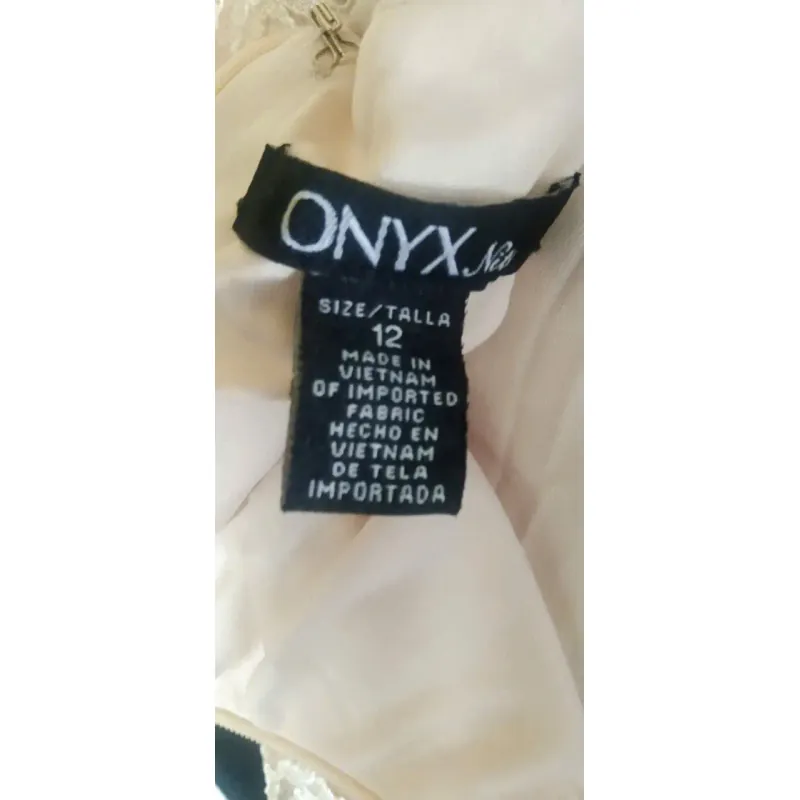 ONYX
SIZE/TALLA
12
MADE IN
VIETNAM
OF IMPORTED
FABRIC
HECHO EN
VIETNAM
DE TELA
IMPORTADA